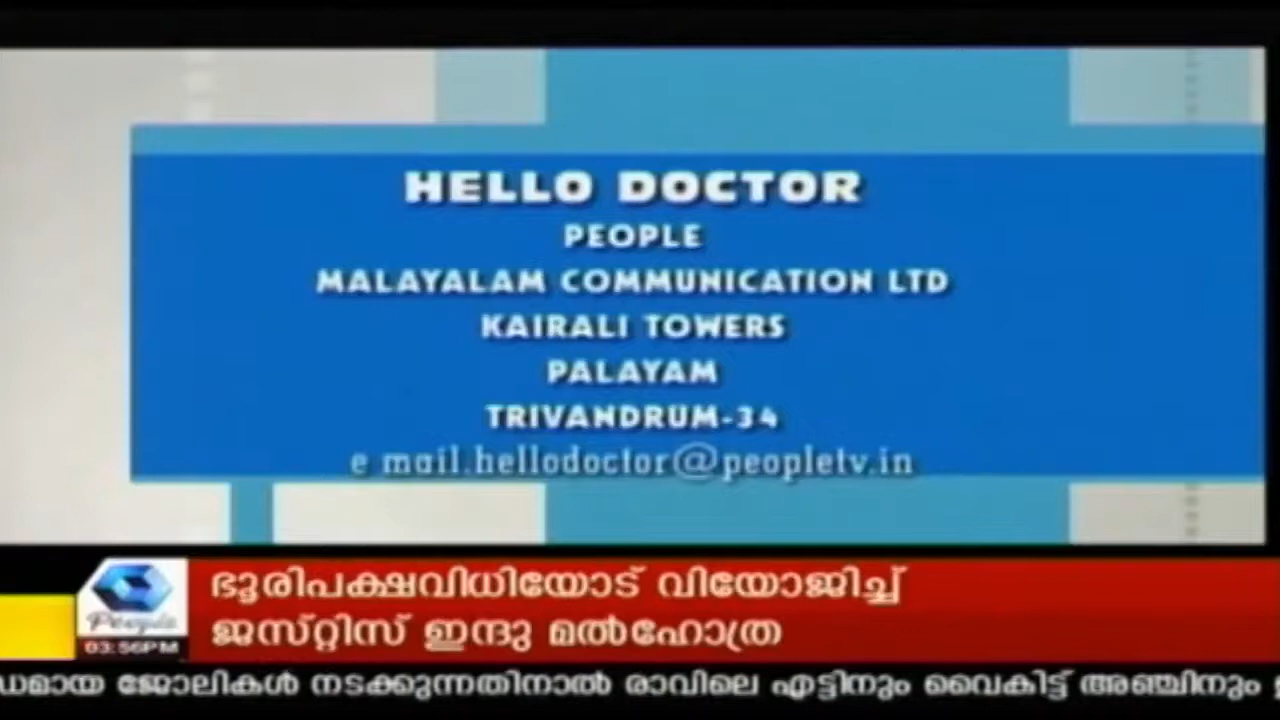 HELLO DOCTOR
PEOPLE
MALAYALAM COMMUNICATION LTD
KAIRALI TOWERS
PALAYAM
TRIVANDRUM-34
e mail.hellodoctor@peopletv.in
ഭൂരിപക്ഷവിധിയോട് വിയോജിച്ച്
ജസ്റ്റിസ് ഇന്ദു മൽഹോത്ര
People
03:56PM
ജോലികൾ നടക്കുന്നതിനാൽ രാവിലെ എട്ടിനും വൈകിട്ട് അഞ്ചിനും